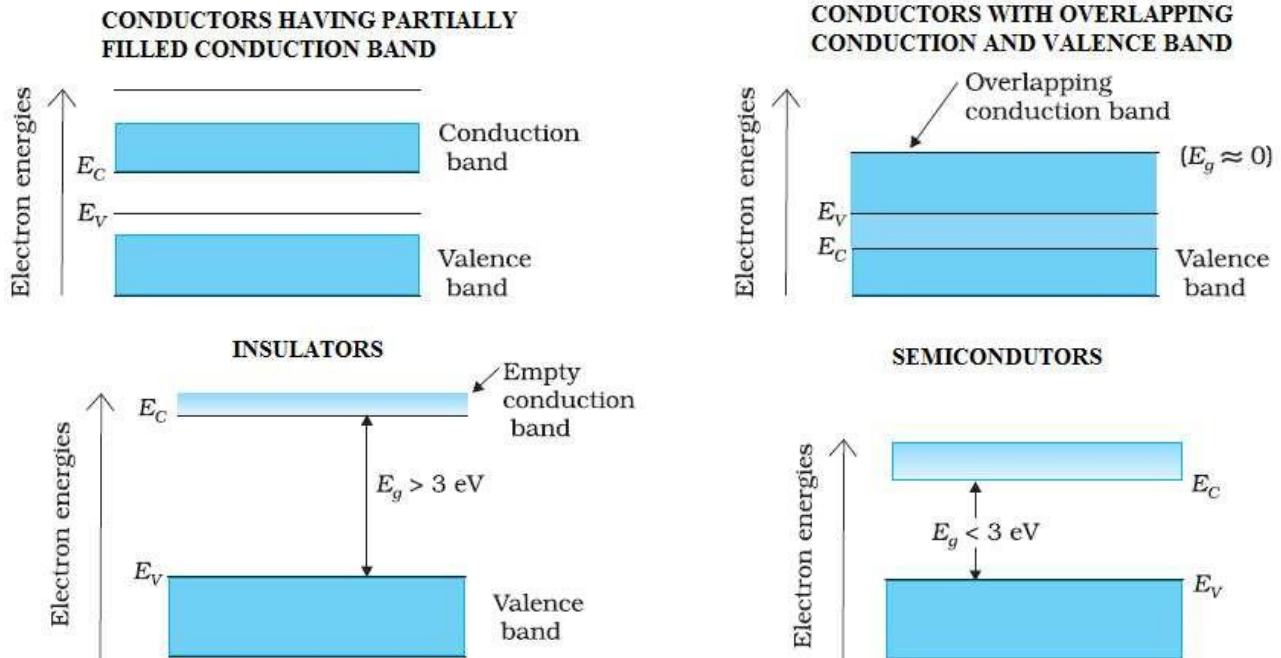 CONDUCTORS HAVING PARTIALLY
FILLED CONDUCTION BAND
Electron energies
Conduction
band
E_C
E_V
Valence
band
CONDUCTORS WITH OVERLAPPING
CONDUCTION AND VALENCE BAND
Electron energies
Overlapping
conduction band
(E_g ≈ 0)
E_V
E_C
Valence
band
INSULATORS
Electron energies
Empty
conduction
band
E_C
E_g > 3 eV
E_V
Valence
band
SEMICONDUTORS
Electron energies
E_C
E_g < 3 eV
E_V